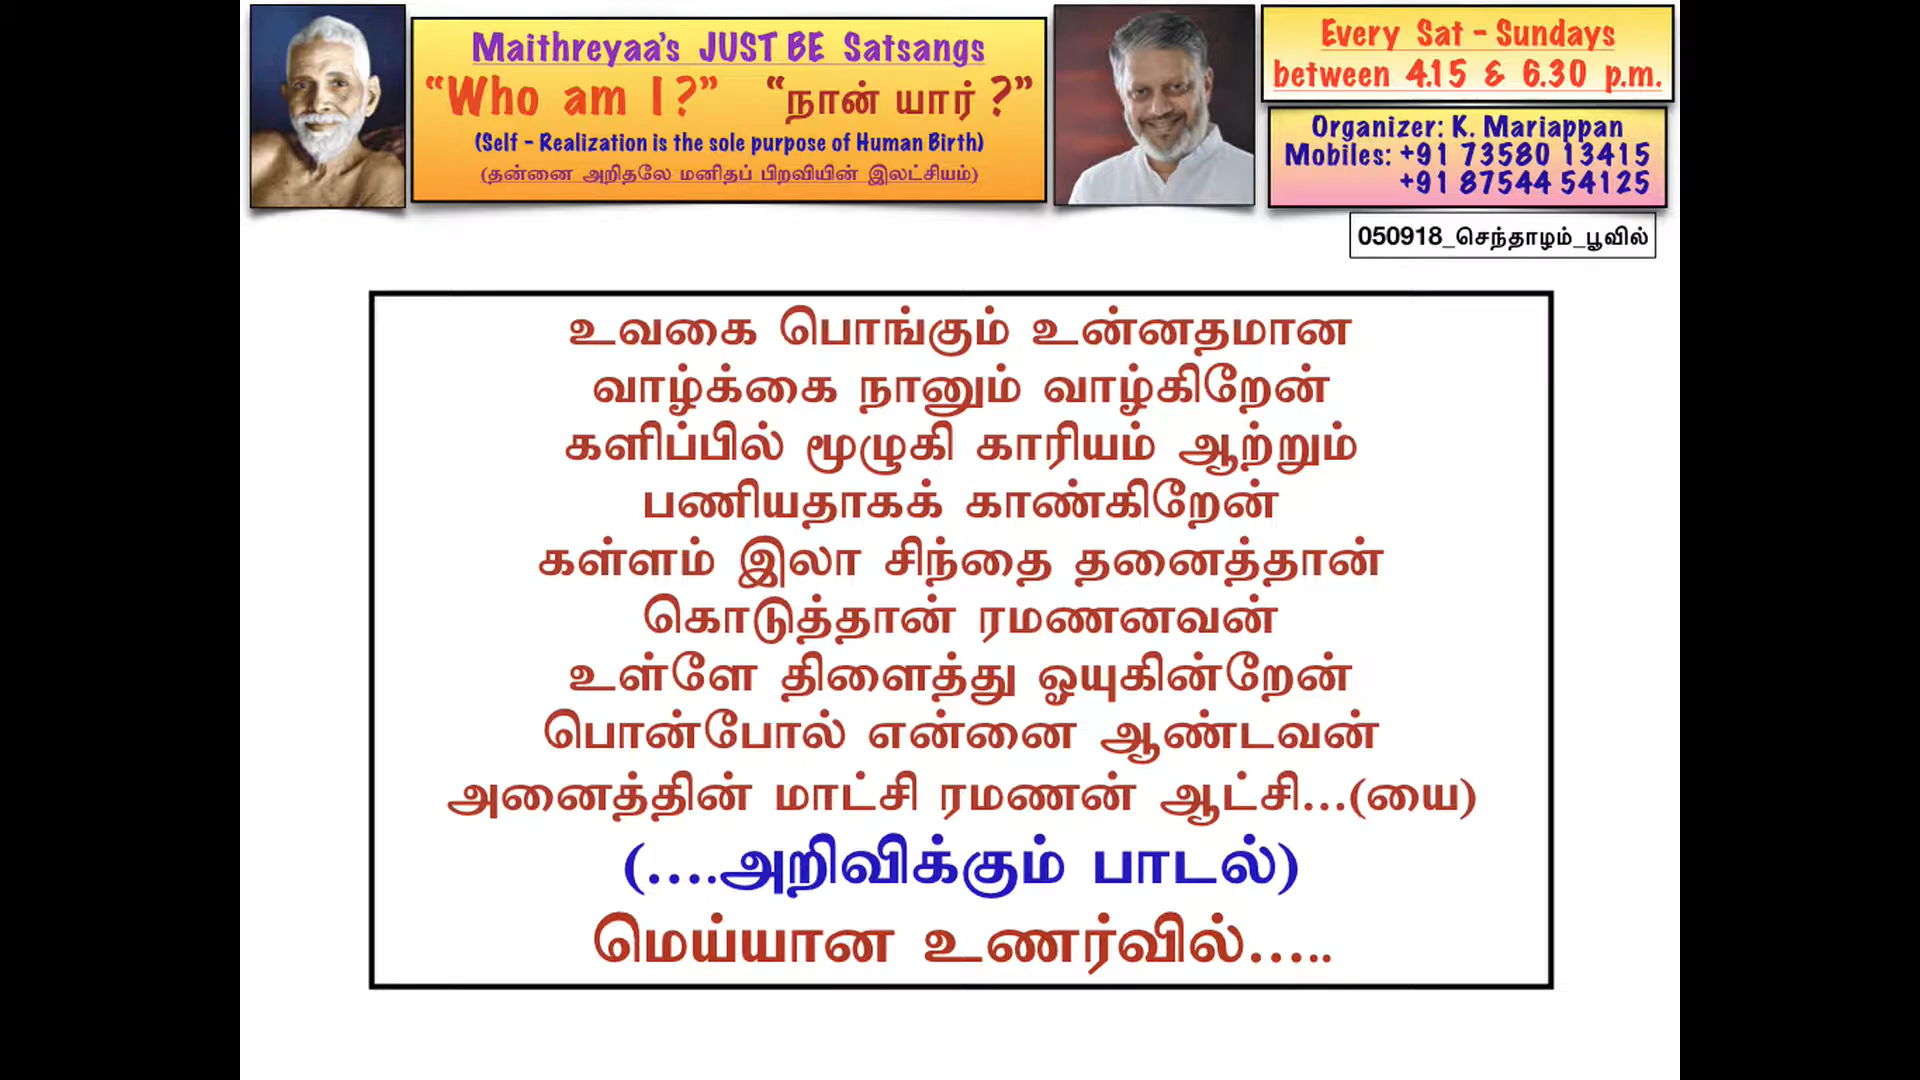 Maithreyaa's JUST BE Satsangs
“Who am I?” “நான் யார் ?”
(Self - Realization is the sole purpose of Human Birth)
(தன்னை அறிதலே மனிதப் பிறவியின் இலட்சியம்)
Every Sat - Sundays
between 4.15 & 6.30 p.m.
Organizer: K. Mariappan
Mobiles: +91 73580 13415
+91 87544 54125
050918_செந்தாழம்_பூவில்
உவகை பொங்கும் உன்னதமான
வாழ்க்கை நானும் வாழ்கிறேன்
களிப்பில் மூழுகி காரியம் ஆற்றும்
பணியதாகக் காண்கிறேன்
கள்ளம் இலா சிந்தை தனைத்தான்
கொடுத்தான் ரமணனவன்
உள்ளே திளைத்து ஓயுகின்றேன்
பொன்போல் என்னை ஆண்டவன்
அனைத்தின் மாட்சி ரமணன் ஆட்சி...(யை)
(....அறிவிக்கும் பாடல்)
மெய்யான உணர்வில்.....